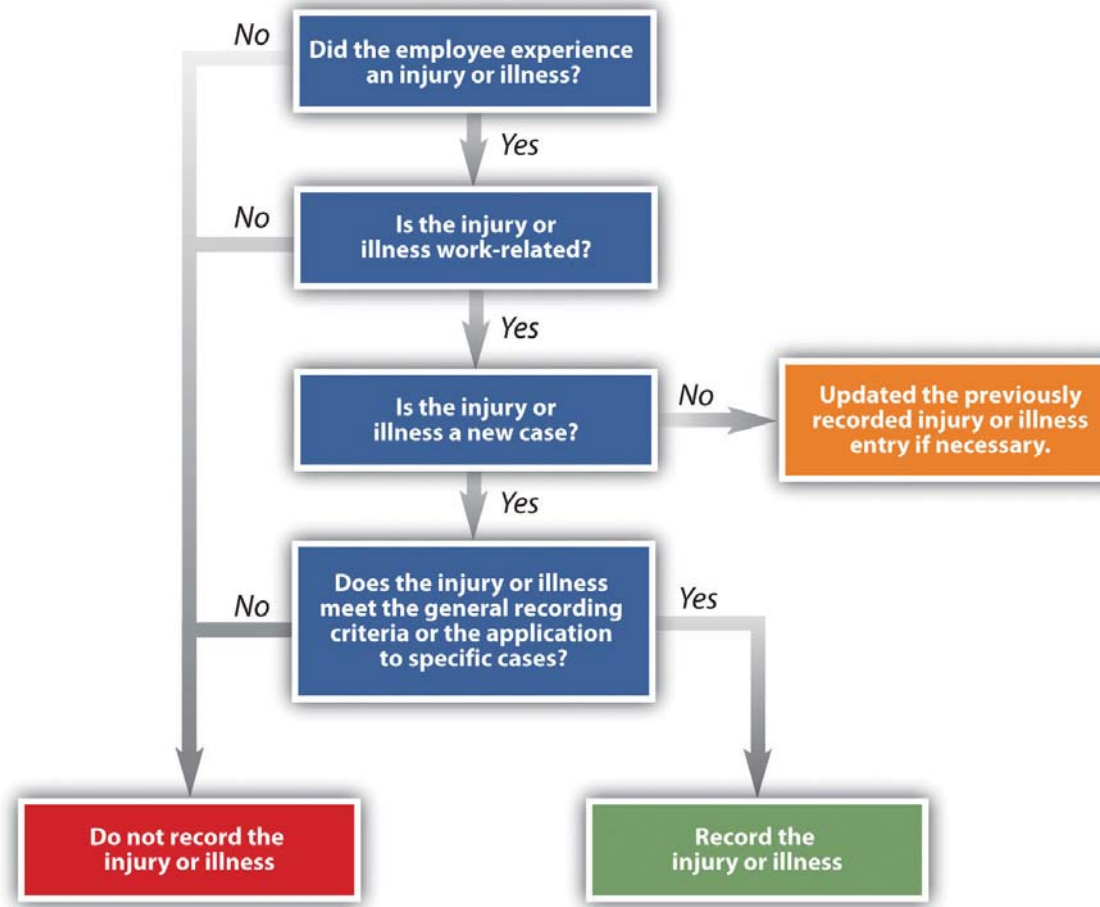 No
Did the employee experience
an injury or illness?
Yes
No
Is the injury or
illness work-related?
Yes
Is the injury or
illness a new case?
No
Updated the previously
recorded injury or illness
entry if necessary.
Yes
No
Does the injury or illness
meet the general recording
criteria or the application
to specific cases?
Yes
Do not record the
injury or illness
Record the
injury or illness